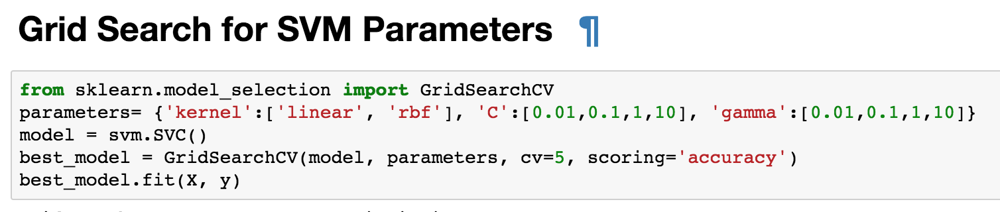 Grid Search for SVM Parameters ¶
from sklearn.model_selection import GridSearchCV
parameters= {'kernel':['linear', 'rbf'], 'C':[0.01,0.1,1,10], 'gamma':[0.01,0.1,1,10]}
model = svm.SVC()
best_model = GridSearchCV(model, parameters, cv=5, scoring='accuracy')
best_model.fit(X, y)